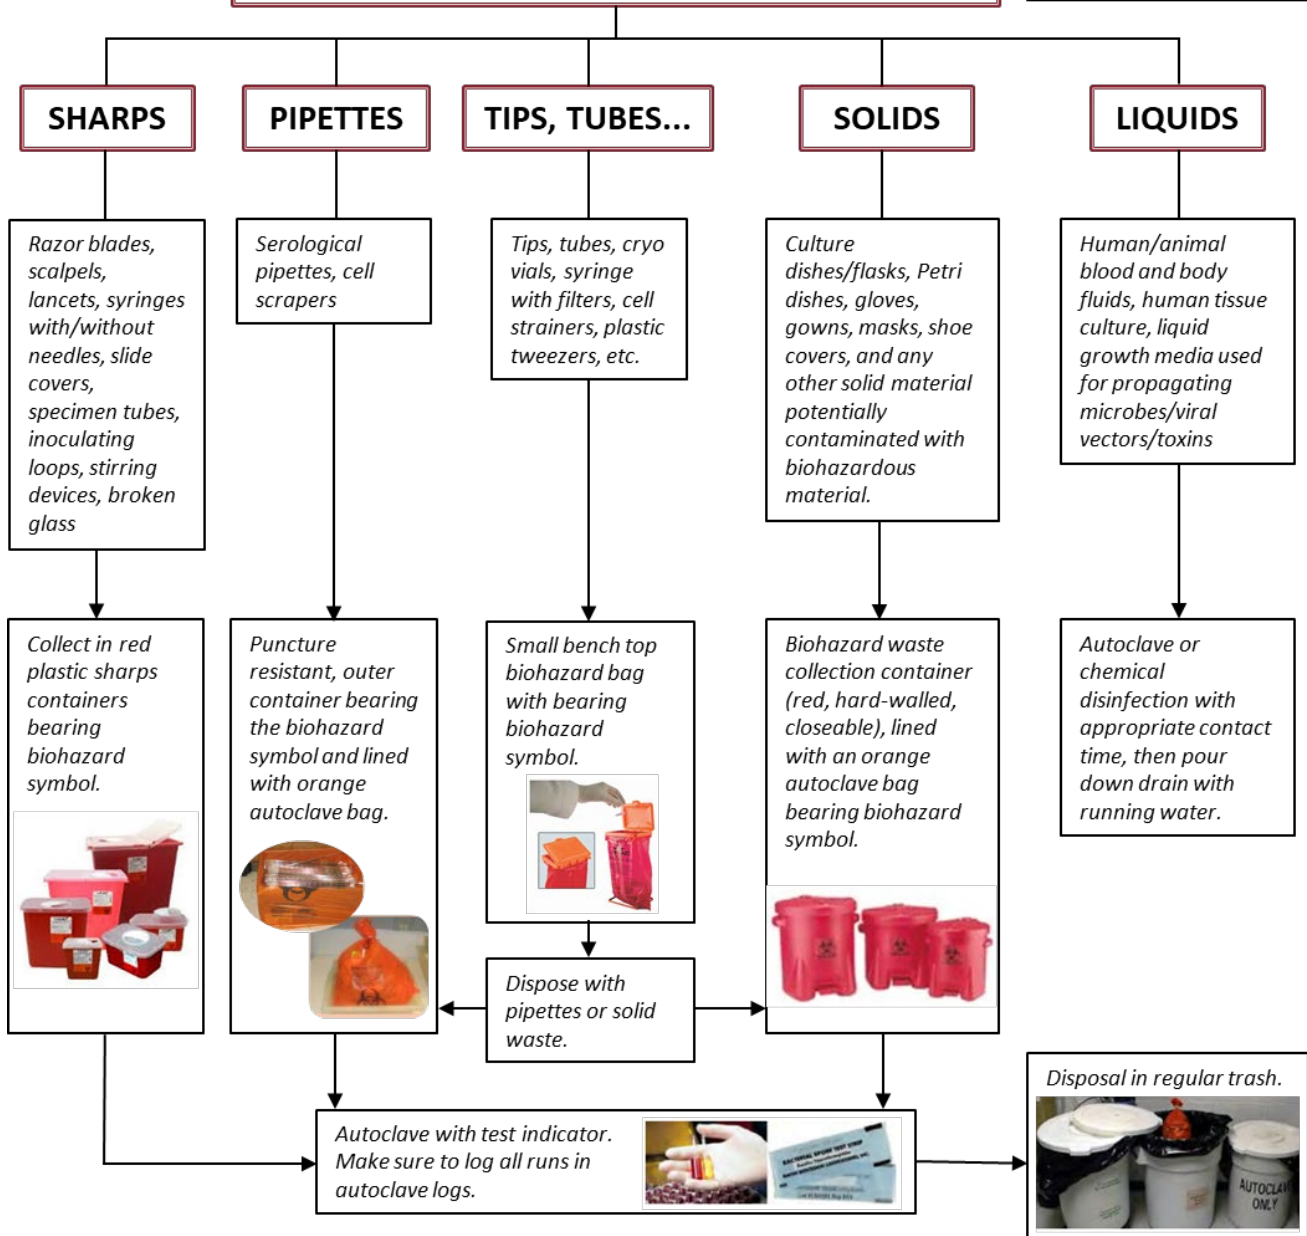 SHARPS
PIPETTES
TIPS, TUBES...
SOLIDS
LIQUIDS
Razor blades,
scalpels,
lancets, syringes
with/without
needles, slide
covers,
specimen tubes,
inoculating
loops, stirring
devices, broken
glass
Serological
pipettes, cell
scrapers
Tips, tubes, cryo
vials, syringe
with filters, cell
strainers, plastic
tweezers, etc.
Culture
dishes/flasks, Petri
dishes, gloves,
gowns, masks, shoe
covers, and any
other solid material
potentially
contaminated with
biohazardous
material.
Human/animal
blood and body
fluids, human tissue
culture, liquid
growth media used
for propagating
microbes/viral
vectors/toxins
Collect in red
plastic sharps
containers
bearing
biohazard
symbol.
Puncture
resistant, outer
container bearing
the biohazard
symbol and lined
with orange
autoclave bag.
Small bench top
biohazard bag
with bearing
biohazard
symbol.
Biohazard waste
collection container
(red, hard-walled,
closeable), lined
with an orange
autoclave bag
bearing biohazard
symbol.
Autoclave or
chemical
disinfection with
appropriate contact
time, then pour
down drain with
running water.
Dispose with
pipettes or solid
waste.
Autoclave with test indicator.
Make sure to log all runs in
autoclave logs.
BACTERIAL SPORE TEST STRIP
Disposal in regular trash.
AUTOCLAVE
ONLY